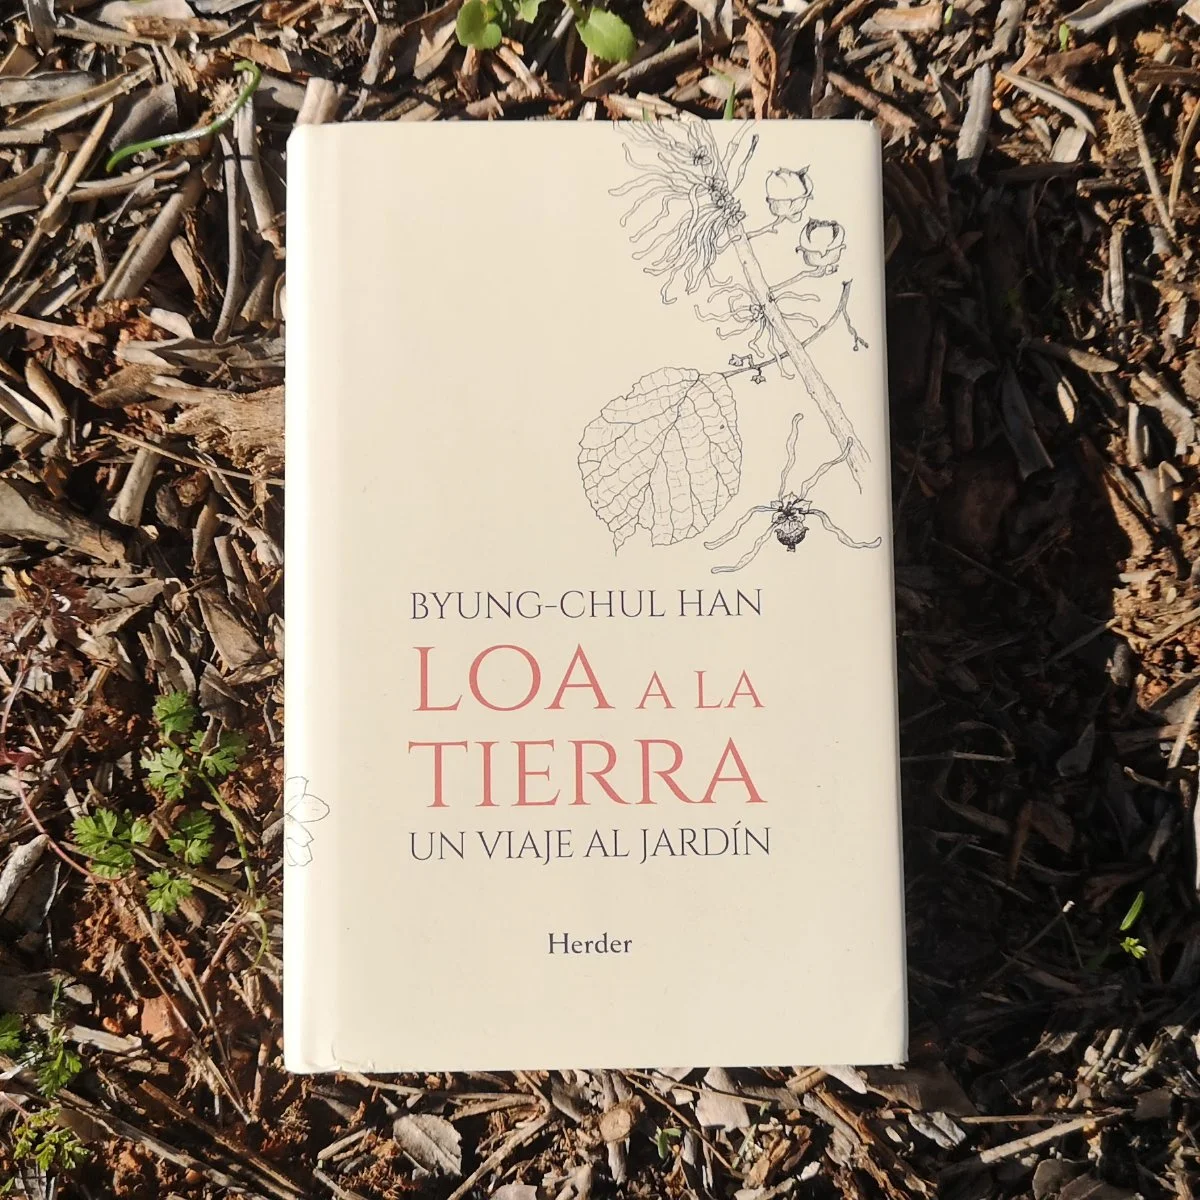 BYUNG-CHUL HAN
LOA A LA
TIERRA
UN VIAJE AL JARDÍN
Herder